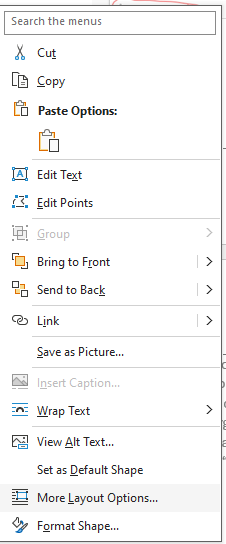 Search the menus
Cut
Copy
Paste Options:
Edit Text
Edit Points
Group
Bring to Front
Send to Back
Link
Save as Picture...
Insert Caption...
Wrap Text
View Alt Text...
Set as Default Shape
More Layout Options...
Format Shape...